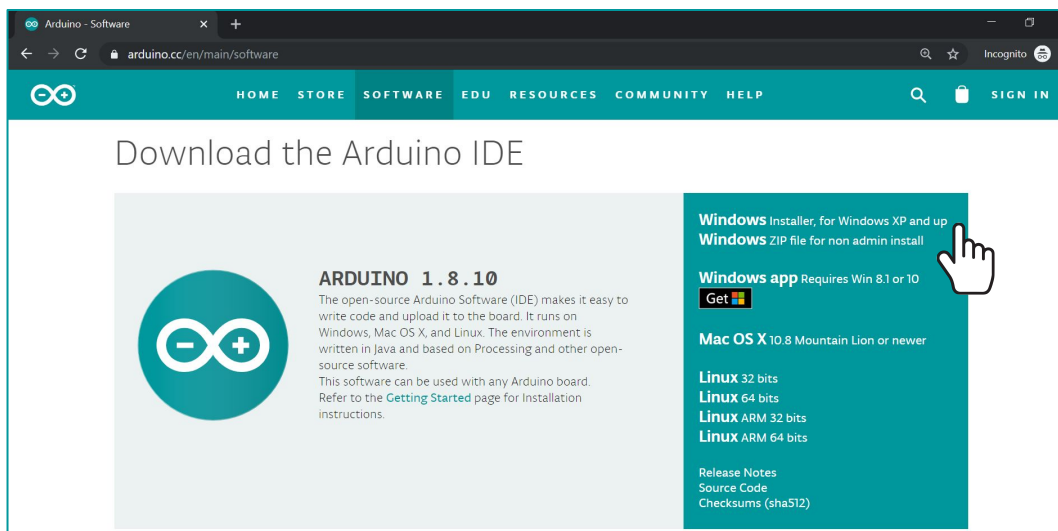 Arduino - Software
arduino.cc/en/main/software
Incognito
HOME STORE SOFTWARE EDU RESOURCES COMMUNITY HELP
SIGN IN
Download the Arduino IDE
ARDUINO 1.8.10
The open-source Arduino Software (IDE) makes it easy to
write code and upload it to the board. It runs on
Windows, Mac OS X, and Linux. The environment is
written in Java and based on Processing and other open-
source software.
This software can be used with any Arduino board.
Refer to the Getting Started page for Installation
instructions.
Windows Installer, for Windows XP and up
Windows ZIP file for non admin install
Windows app Requires Win 8.1 or 10
Get
Mac OS X 10.8 Mountain Lion or newer
Linux 32 bits
Linux 64 bits
Linux ARM 32 bits
Linux ARM 64 bits
Release Notes
Source Code
Checksums (sha512)